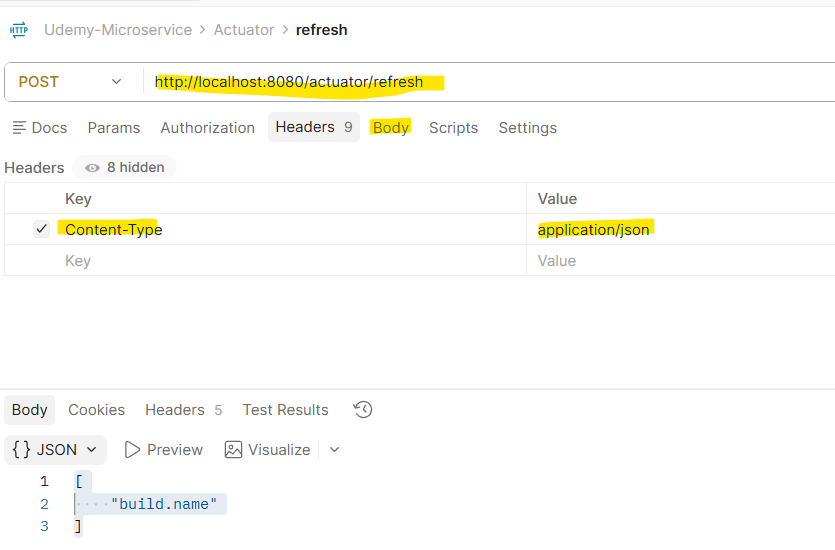 HTTP Udemy-Microservice > Actuator > refresh
POST http://localhost:8080/actuator/refresh
Docs Params Authorization Headers 9 Body Scripts Settings
Headers 8 hidden
Key Value
Content-Type application/json
Key Value
Body Cookies Headers 5 Test Results
{} JSON Preview Visualize
1 [
2 ····"build.name"
3 ]